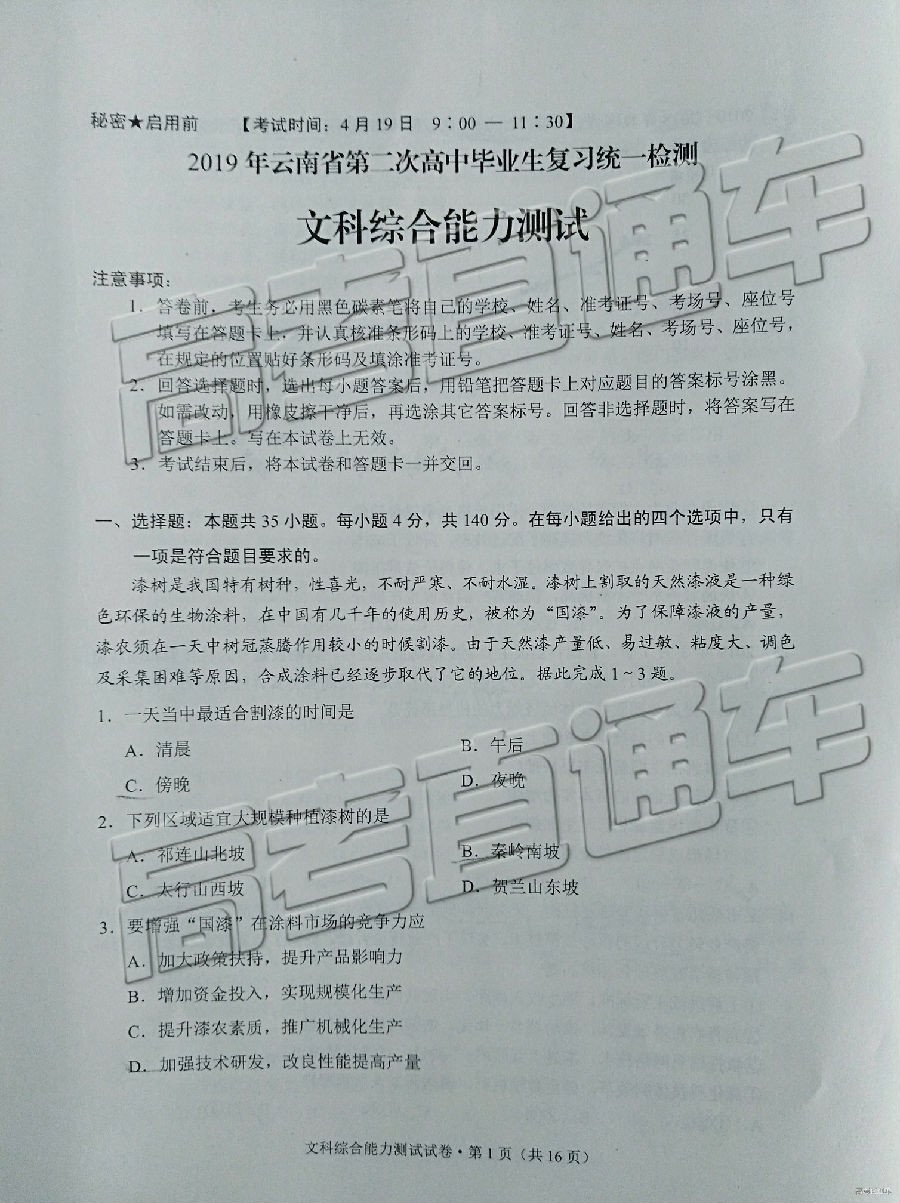 秘密★启用前 【考试时间：4月19日 9∶00 — 11∶30】
2019年云南省第二次高中毕业生复习统一检测
文科综合能力测试
注意事项：
1．答卷前，考生务必用黑色碳素笔将自己的学校、姓名、准考证号、考场号、座位号
填写在答题卡上，并认真核准条形码上的学校、准考证号、姓名、考场号、座位号，
在规定的位置贴好条形码及填涂准考证号。
2．回答选择题时，选出每小题答案后，用铅笔把答题卡上对应题目的答案标号涂黑。
如需改动，用橡皮擦干净后，再选涂其它答案标号。回答非选择题时，将答案写在
答题卡上。写在本试卷上无效。
3．考试结束后，将本试卷和答题卡一并交回。
一、选择题：本题共35小题。每小题4分，共140分。在每小题给出的四个选项中，只有
一项是符合题目要求的。
漆树是我国特有树种，性喜光，不耐严寒、不耐水湿。漆树上割取的天然漆液是一种绿
色环保的生物涂料，在中国有几千年的使用历史，被称为“国漆”。为了保障漆液的产量，
漆农须在一天中树冠蒸腾作用较小的时候割漆。由于天然漆产量低、易过敏、粘度大、调色
及采集困难等原因，合成涂料已经逐步取代了它的地位。据此完成1～3题。
1．一天当中最适合割漆的时间是
A．清晨 B．午后
C．傍晚 D．夜晚
2．下列区域适宜大规模种植漆树的是
A．祁连山北坡 B．秦岭南坡
C．太行山西坡 D．贺兰山东坡
3．要增强“国漆”在涂料市场的竞争力应
A．加大政策扶持，提升产品影响力
B．增加资金投入，实现规模化生产
C．提升漆农素质，推广机械化生产
D．加强技术研发，改良性能提高产量
文科综合能力测试试卷·第1页（共16页）
高考直通车
高考直通车